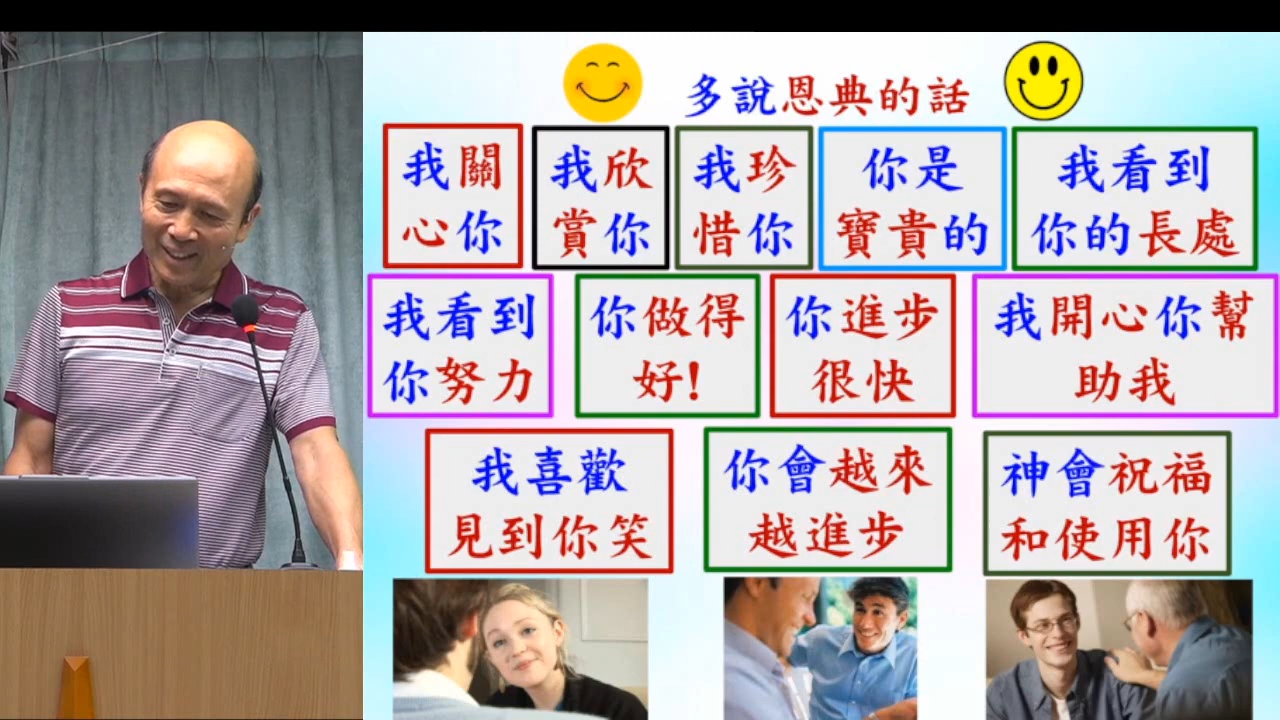 多說恩典的話
我關
心你
我欣
賞你
我珍
惜你
你是
寶貴的
我看到
你的長處
我看到
你努力
你做得
好!
你進步
很快
我開心你幫
助我
我喜歡
見到你笑
你會越來
越進步
神會祝福
和使用你